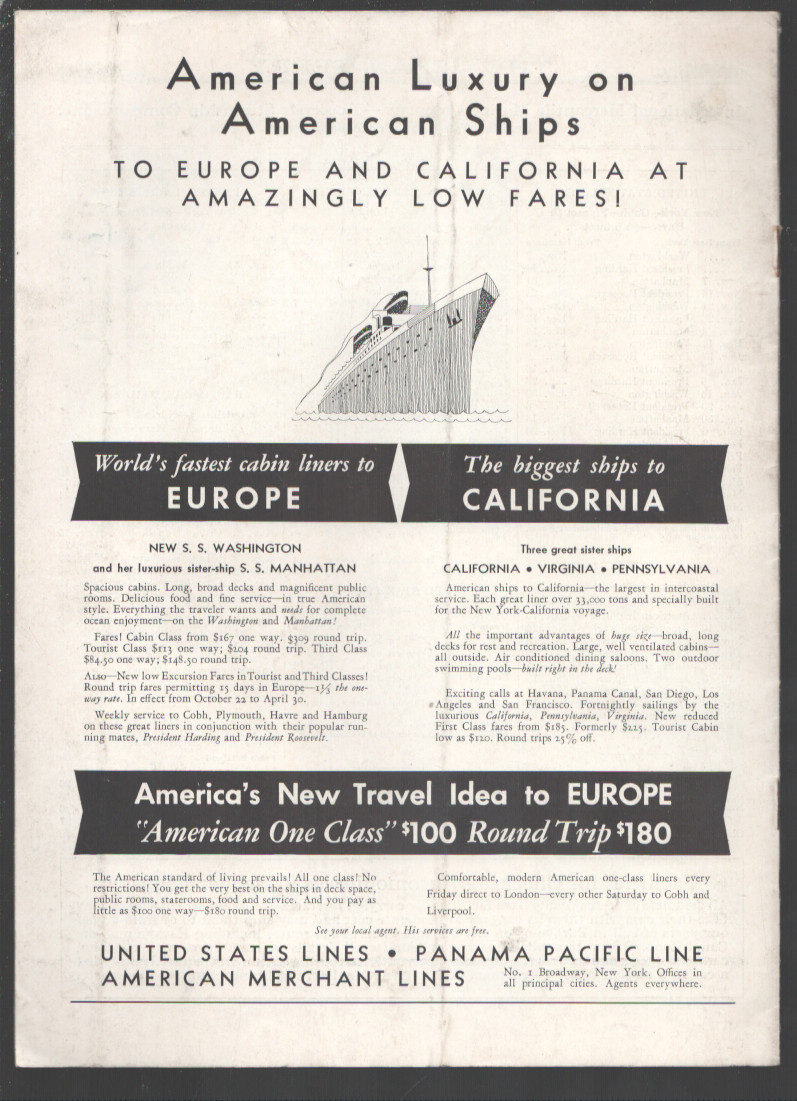 American Luxury on
American Ships
TO EUROPE AND CALIFORNIA AT
AMAZINGLY LOW FARES!
World's fastest cabin liners to
EUROPE
NEW S. S. WASHINGTON
and her luxurious sister-ship S. S. MANHATTAN
Spacious cabins. Long, broad decks and magnificent public
rooms. Delicious food and fine service—in true American
style. Everything the traveler wants and needs for complete
ocean enjoyment—on the Washington and Manhattan!
Fares! Cabin Class from $167 one way. $309 round trip.
Tourist Class $113 one way; $204 round trip. Third Class
$84.50 one way; $148.50 round trip.
ALSO—New low Excursion Fares in Tourist and Third Classes!
Round trip fares permitting 15 days in Europe—1⅓ the one-
way rate. In effect from October 22 to April 30.
Weekly service to Cobh, Plymouth, Havre and Hamburg
on these great liners in conjunction with their popular run-
ning mates, President Harding and President Roosevelt.
The biggest ships to
CALIFORNIA
Three great sister ships
CALIFORNIA • VIRGINIA • PENNSYLVANIA
American ships to California—the largest in intercoastal
service. Each great liner over 33,000 tons and specially built
for the New York-California voyage.
All the important advantages of huge size—broad, long
decks for rest and recreation. Large, well ventilated cabins—
all outside. Air conditioned dining saloons. Two outdoor
swimming pools—built right in the deck!
Exciting calls at Havana, Panama Canal, San Diego, Los
Angeles and San Francisco. Fortnightly sailings by the
luxurious California, Pennsylvania, Virginia. New reduced
First Class fares from $185. Formerly $225. Tourist Cabin
low as $120. Round trips 25% off.
America's New Travel Idea to EUROPE
"American One Class" $100 Round Trip $180
The American standard of living prevails! All one class! No
restrictions! You get the very best on the ships in deck space,
public rooms, staterooms, food and service. And you pay as
little as $100 one way—$180 round trip.
Comfortable, modern American one-class liners every
Friday direct to London—every other Saturday to Cobh and
Liverpool.
See your local agent. His services are free.
UNITED STATES LINES • PANAMA PACIFIC LINE
AMERICAN MERCHANT LINES
No. 1 Broadway, New York. Offices in
all principal cities. Agents everywhere.